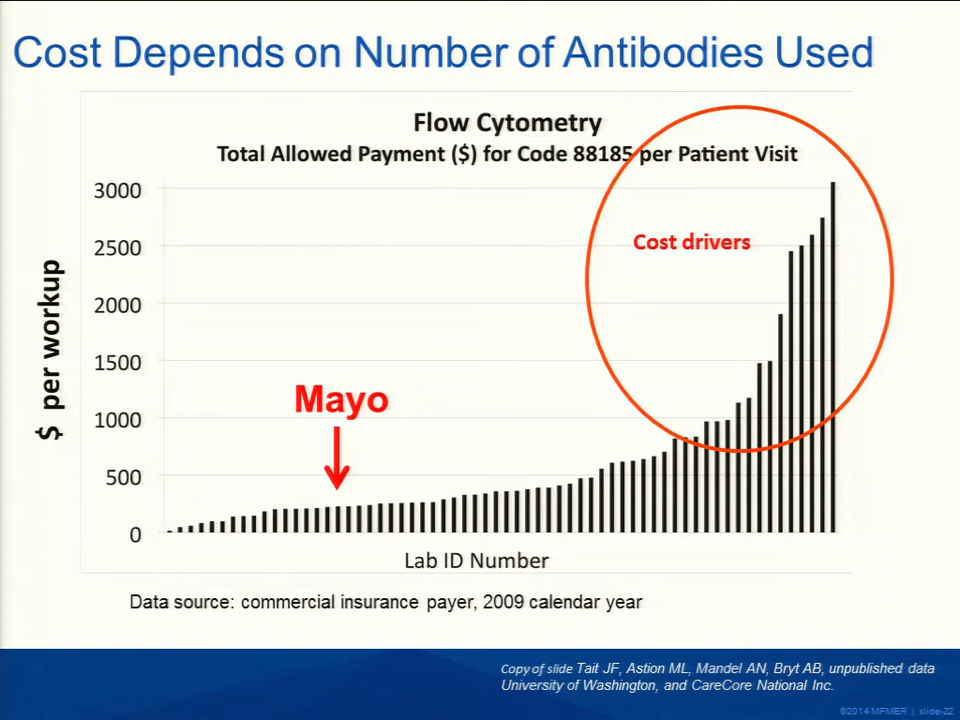 Cost Depends on Number of Antibodies Used
Flow Cytometry
Total Allowed Payment ($) for Code 88185 per Patient Visit
3000
2500
2000
1500
1000
500
0
$ per workup
Cost drivers
Mayo
Lab ID Number
Data source: commercial insurance payer, 2009 calendar year
Copy of slide Tait JF, Astion ML, Mandel AN, Bryt AB, unpublished data
University of Washington, and CareCore National Inc.
©2014 MFMER | slide-22